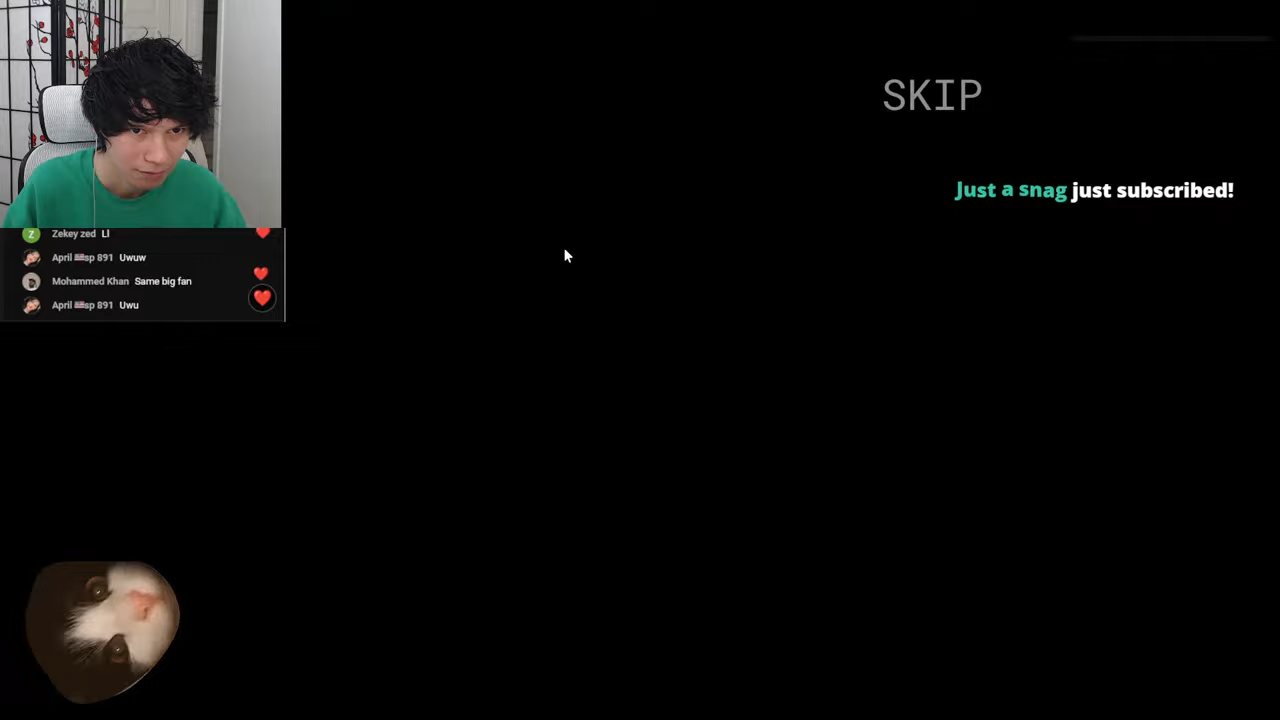 SKIP
Just a snag just subscribed!
Z Zekey zed LI
April 🇺🇸sp 891 Uwuw
Mohammed Khan Same big fan
April 🇺🇸sp 891 Uwu